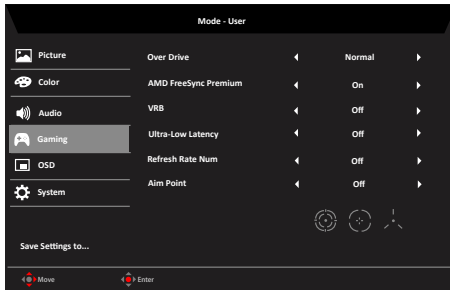 Mode - User
Picture
Over Drive Normal
Color
AMD FreeSync Premium On
Audio
VRB Off
Gaming
Ultra-Low Latency Off
OSD
Refresh Rate Num Off
System
Aim Point Off
Save Settings to...
Move Enter